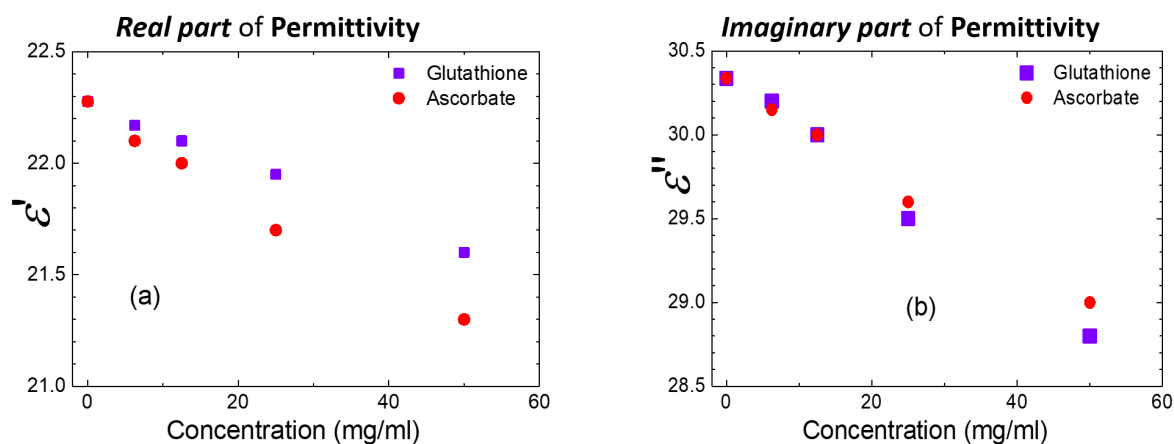 Real part of Permittivity
22.5
22.0
21.5
21.0
ε'
Glutathione
Ascorbate
(a)
0
20
40
60
Concentration (mg/ml)
Imaginary part of Permittivity
30.5
30.0
29.5
29.0
28.5
ε"
Glutathione
Ascorbate
(b)
0
20
40
60
Concentration (mg/ml)